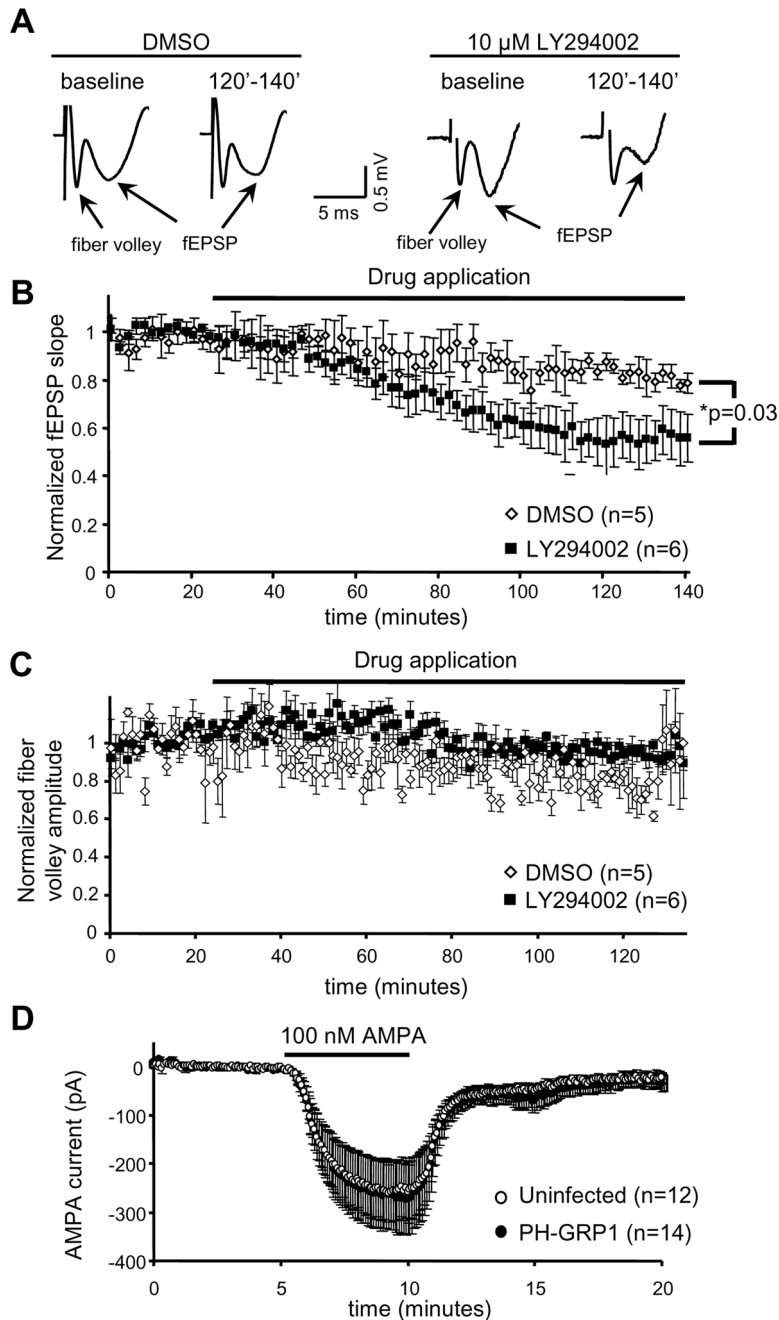 A
DMSO
10 µM LY294002
baseline
120'-140'
baseline
120'-140'
0.5 mV
5 ms
fiber volley
fEPSP
fiber volley
fEPSP
B
Drug application
Normalized fEPSP slope
1
0.8
0.6
0.4
0.2
0
*p=0.03
DMSO (n=5)
LY294002 (n=6)
0 20 40 60 80 100 120 140
time (minutes)
C
Drug application
Normalized fiber
volley amplitude
1
0.8
0.6
0.4
0.2
0
DMSO (n=5)
LY294002 (n=6)
0 20 40 60 80 100 120
time (minutes)
D
100 nM AMPA
AMPA current (pA)
0
-100
-200
-300
-400
Uninfected (n=12)
PH-GRP1 (n=14)
0 5 10 15 20
time (minutes)